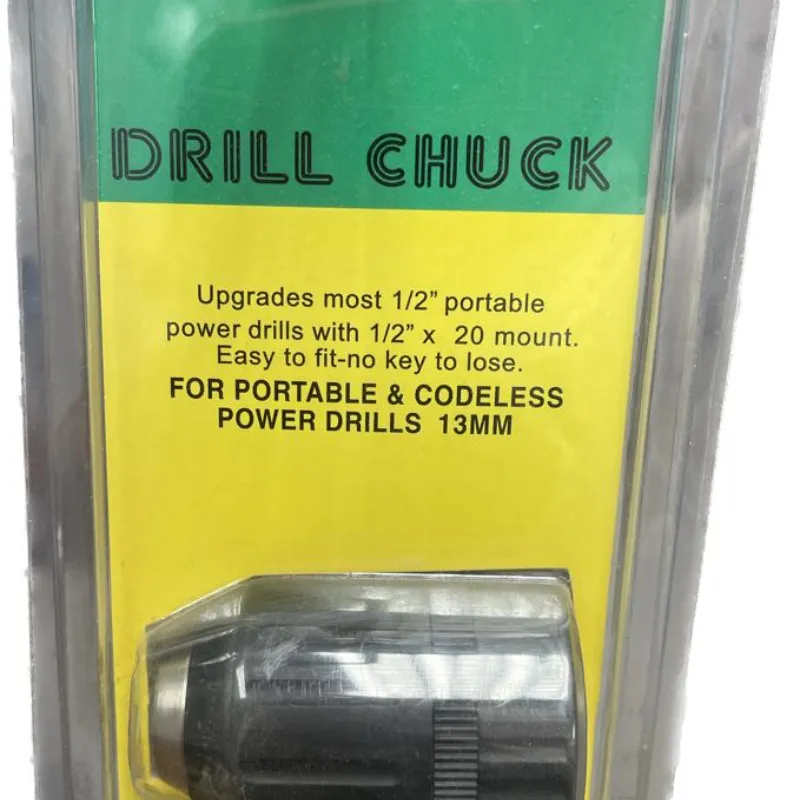 DRILL CHUCK
Upgrades most 1/2” portable
power drills with 1/2” x 20 mount.
Easy to fit-no key to lose.
FOR PORTABLE & CODELESS
POWER DRILLS 13MM